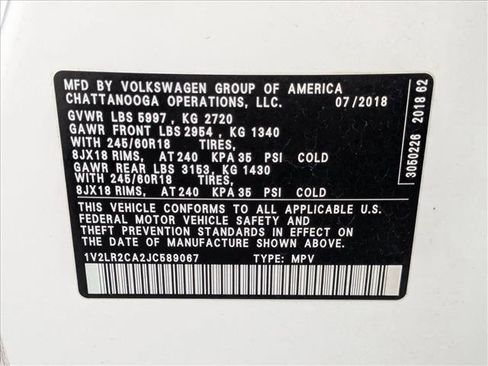 MFD BY VOLKSWAGEN GROUP OF AMERICA
CHATTANOOGA OPERATIONS, LLC. 07/2018
GVWR LBS 5997, KG 2720
GAWR FRONT LBS 2954, KG 1340
WITH 245/60R18 TIRES,
8JX18 RIMS, AT 240 KPA 35 PSI COLD
GAWR REAR LBS 3153, KG 1430
WITH 245/60R18 TIRES,
8JX18 RIMS, AT 240 KPA 35 PSI COLD
THIS VEHICLE CONFORMS TO ALL APPLICABLE U.S.
FEDERAL MOTOR VEHICLE SAFETY AND
THEFT PREVENTION STANDARDS IN EFFECT ON
THE DATE OF MANUFACTURE SHOWN ABOVE.
1V2LR2CA2JC589067 TYPE: MPV
3050226 2018 62